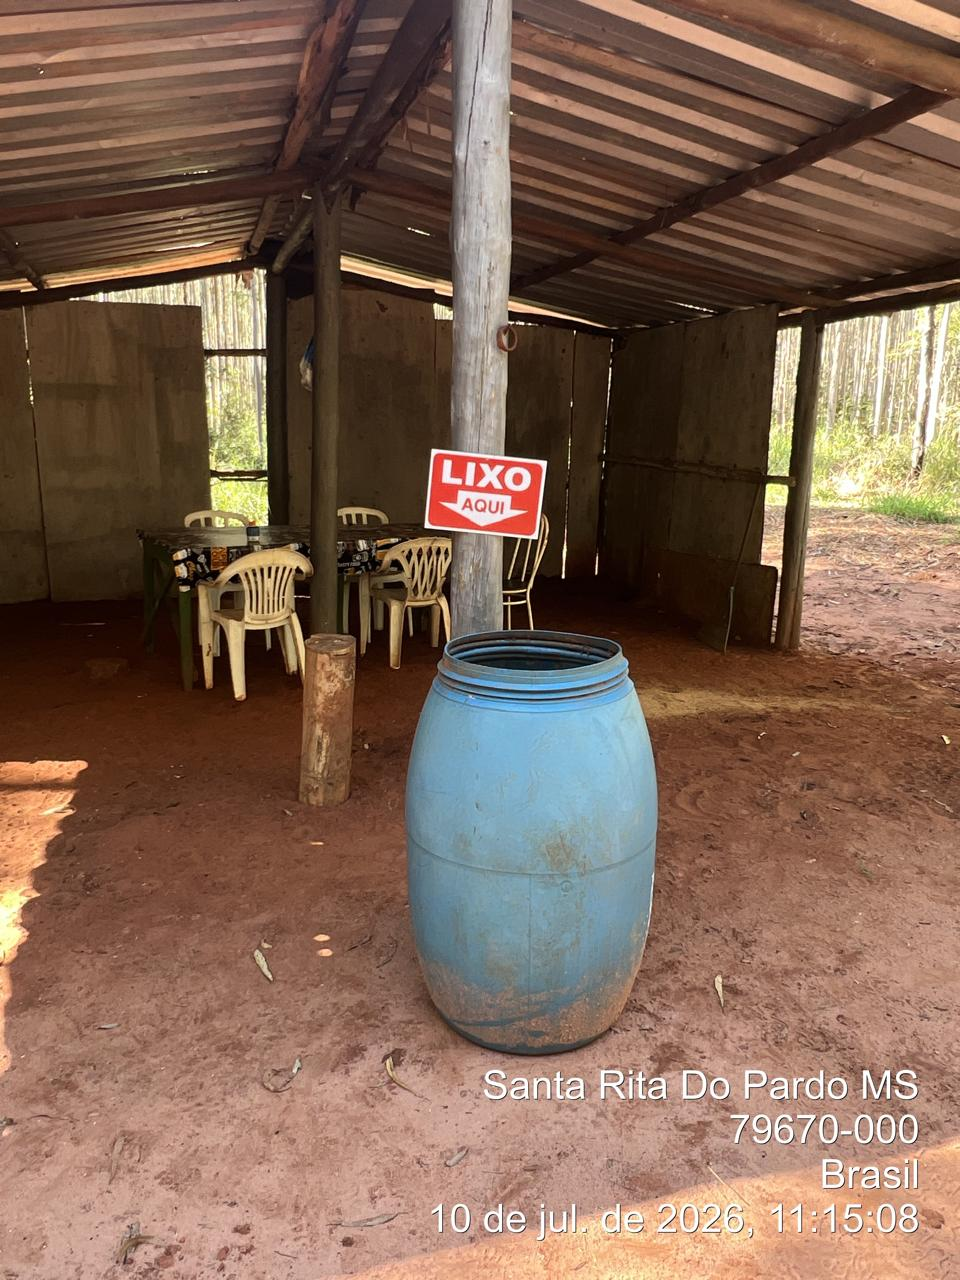 LIXO
AQUI
Santa Rita Do Pardo MS
79670-000
Brasil
10 de jul. de 2026, 11:15:08